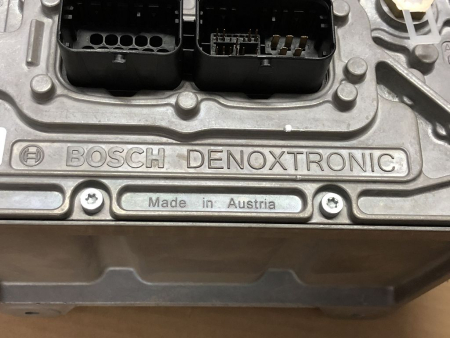 BOSCH DENOXTRONIC
Made in Austria